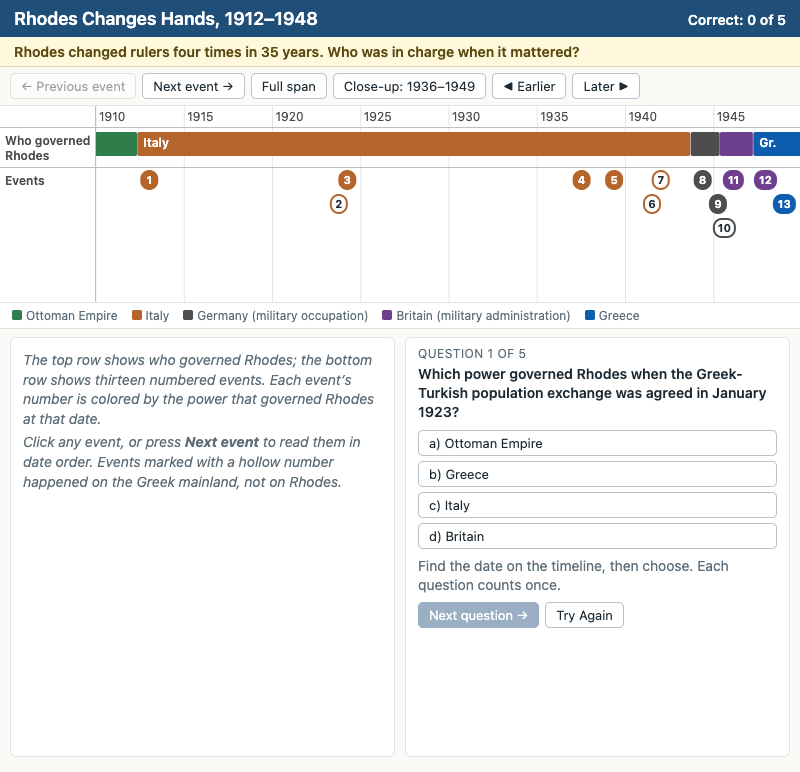 Rhodes Changes Hands, 1912–1948
Correct: 0 of 5
Rhodes changed rulers four times in 35 years. Who was in charge when it mattered?
← Previous event
Next event →
Full span
Close-up: 1936–1949
◄ Earlier
Later ►
1910
1915
1920
1925
1930
1935
1940
1945
Who governed
Rhodes
Italy
Gr.
Events
1
3
4
5
7
8
11
12
2
6
9
13
10
Ottoman Empire
Italy
Germany (military occupation)
Britain (military administration)
Greece
The top row shows who governed Rhodes; the bottom
row shows thirteen numbered events. Each event's
number is colored by the power that governed Rhodes
at that date.
Click any event, or press Next event to read them in
date order. Events marked with a hollow number
happened on the Greek mainland, not on Rhodes.
QUESTION 1 OF 5
Which power governed Rhodes when the Greek-
Turkish population exchange was agreed in January
1923?
a) Ottoman Empire
b) Greece
c) Italy
d) Britain
Find the date on the timeline, then choose. Each
question counts once.
Next question →
Try Again